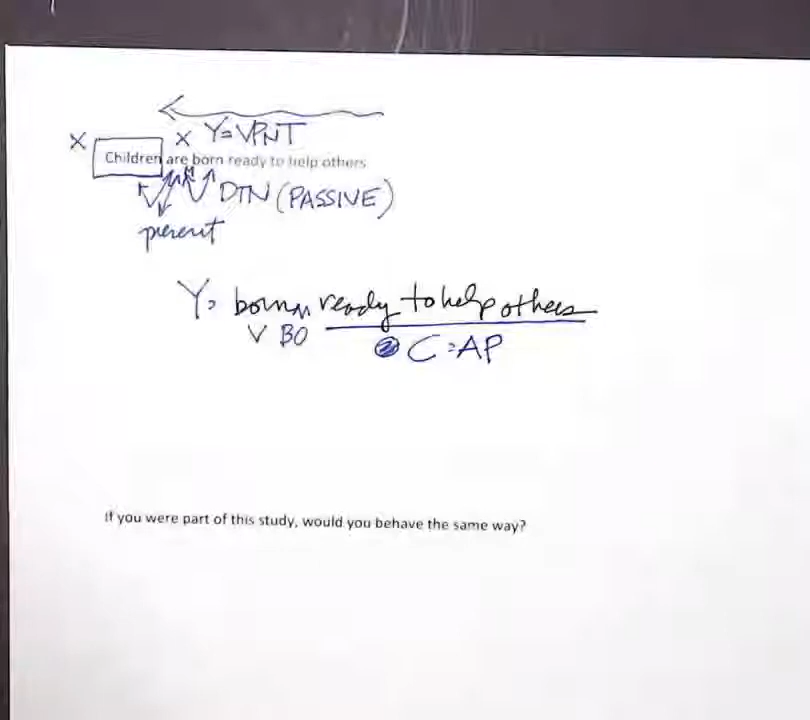 X X Y=VPNT
Children are born ready to help others
DTN (PASSIVE)
present
Y= born ready to help others
V BO C=AP
If you were part of this study, would you behave the same way?